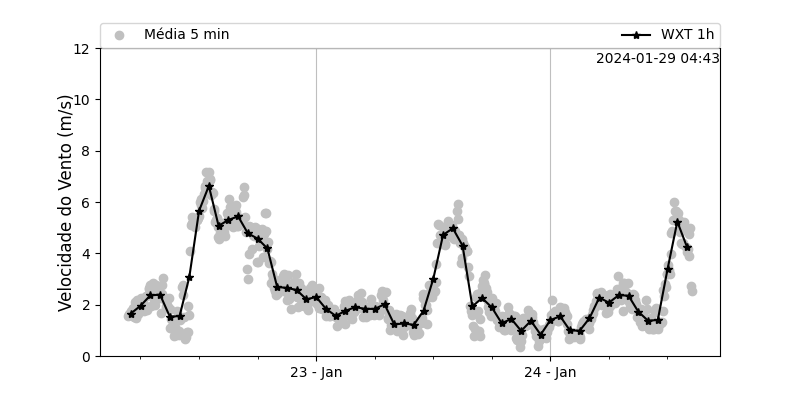 Média 5 min
WXT 1h
2024-01-29 04:43
Velocidade do Vento (m/s)
12
10
8
6
4
2
0
23 - Jan
24 - Jan